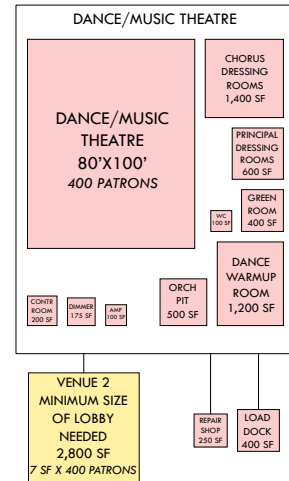 DANCE/MUSIC THEATRE
DANCE/MUSIC
THEATRE
80'X100'
400 PATRONS
CHORUS
DRESSING
ROOMS
1,400 SF
PRINCIPAL
DRESSING
ROOMS
600 SF
GREEN
ROOM
400 SF
WC
100 SF
DANCE
WARMUP
ROOM
1,200 SF
ORCH
PIT
500 SF
CONTR
ROOM
200 SF
DIMMER
175 SF
AMP
100 SF
VENUE 2
MINIMUM SIZE
OF LOBBY
NEEDED
2,800 SF
7 SF X 400 PATRONS
REPAIR
SHOP
250 SF
LOAD
DOCK
400 SF